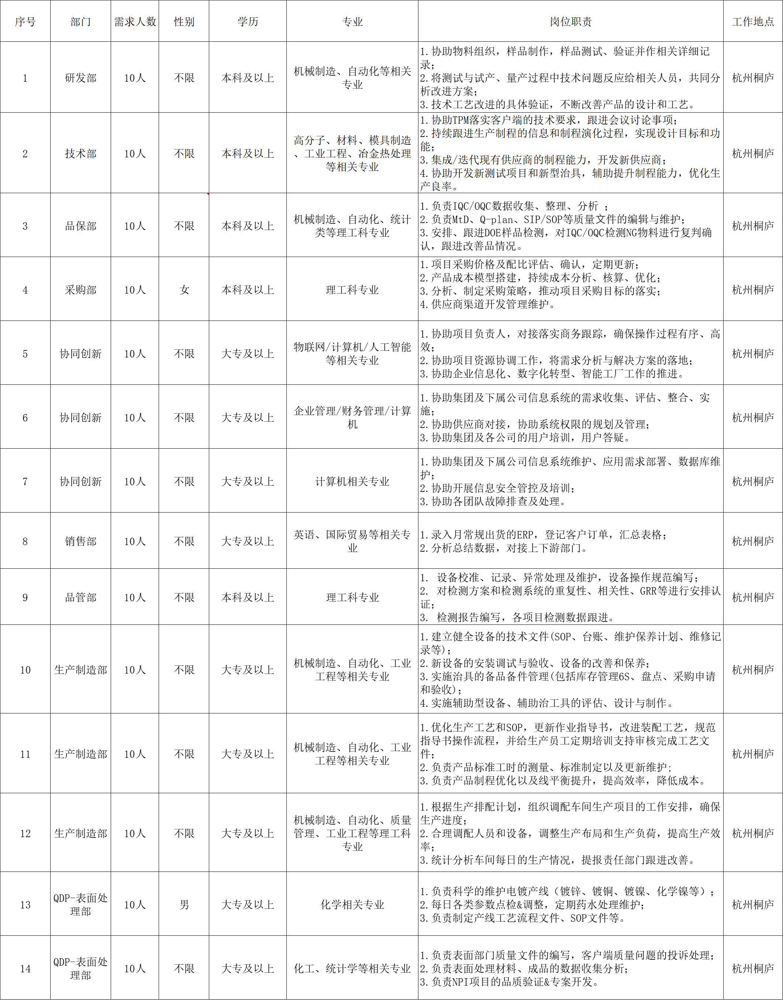 序号 部门 需求人数 性别 学历 专业 岗位职责 工作地点
1 研发部 10人 不限 本科及以上 机械制造、自动化等相关
专业
1.协助物料组织，样品制作，样品测试、验证并作相关详细记
录；
2.将测试与试产、量产过程中技术问题反应给相关人员，共同分
析改进方案；
3.技术工艺改进的具体验证，不断改善产品的设计和工艺。
杭州桐庐
2 技术部 10人 不限 本科及以上 高分子、材料、模具制造
、工业工程、冶金热处理
等相关专业
1.协助TPM落实客户端的技术要求，跟进会议讨论事项；
2.持续跟进生产制程的信息和制程演化过程，实现设计目标和功
能；
3.集成/迭代现有供应商的制程能力，开发新供应商；
4.协助开发新测试项目和新型治具，辅助提升制程能力，优化生
产良率。
杭州桐庐
3 品保部 10人 不限 本科及以上 机械制造、自动化、统计
类等理工科专业
1.负责IQC/OQC数据收集、整理、分析 ；
2.负责MtD、Q-plan、SIP/SOP等质量文件的编辑与维护；
3.安排、跟进DOE样品检测，对IQC/OQC检测NG物料进行复判确
认，跟进改善品情况。
杭州桐庐
4 采购部 10人 女 本科及以上 理工科专业
1.项目采购价格及配比评估、确认，定期更新；
2.产品成本模型搭建，持续成本分析、核算、优化；
3.分析、制定采购策略，推动项目采购目标的落实；
4.供应商渠道开发管理维护。
杭州桐庐
5 协同创新 10人 不限 大专及以上 物联网/计算机/人工智能
等相关专业
1.协助项目负责人，对接落实商务跟踪，确保操作过程有序、高
效；
2.协助项目资源协调工作，将需求分析与解决方案的落地；
3.协助企业信息化、数字化转型、智能工厂工作的推进。
杭州桐庐
6 协同创新 10人 不限 大专及以上 企业管理/财务管理/计算
机
1.协助集团及下属公司信息系统的需求收集、评估、整合、实
施；
2.协助供应商对接，协助系统权限的规划及管理；
3.协助集团及各公司的用户培训，用户答疑。
杭州桐庐
7 协同创新 10人 不限 大专及以上 计算机相关专业
1.协助集团及下属公司信息系统维护、应用需求部署、数据库维
护；
2.协助开展信息安全管控及培训；
3.协助各团队故障排查及处理。
杭州桐庐
8 销售部 10人 不限 大专及以上 英语、国际贸易等相关专
业
1.录入月常规出货的ERP，登记客户订单，汇总表格；
2.分析总结数据，对接上下游部门。
杭州桐庐
9 品管部 10人 不限 本科及以上 理工科专业
1. 设备校准、记录、异常处理及维护，设备操作规范编写；
2. 对检测方案和检测系统的重复性、相关性、GRR等进行安排认
证；
3. 检测报告编写，各项目检测数据跟进。
杭州桐庐
10 生产制造部 10人 不限 大专及以上 机械制造、自动化、工业
工程等相关专业
1.建立健全设备的技术文件(SOP、台账、维护保养计划、维修记
录等)；
2.新设备的安装调试与验收、设备的改善和保养；
3.实施治具的备品备件管理(包括库存管理6S、盘点、采购申请
和验收)；
4.实施辅助型设备、辅助治工具的评估、设计与制作。
杭州桐庐
11 生产制造部 10人 不限 大专及以上 机械制造、自动化、工业
工程等相关专业
1.优化生产工艺和SOP，更新作业指导书，改进装配工艺，规范
指导书操作流程，并给生产员工定期培训支持审核完成工艺文
件；
2.负责产品标准工时的测量、标准制定以及更新维护;
3.负责产品制程优化以及线平衡提升，提高效率，降低成本。
杭州桐庐
12 生产制造部 10人 不限 大专及以上 机械制造、自动化、质量
管理、工业工程等理工科
专业
1.根据生产排配计划，组织调配车间生产项目的工作安排，确保
生产进度；
2.合理调配人员和设备，调整生产布局和生产负荷，提高生产效
率；
3.统计分析车间每日的生产情况，提报责任部门跟进改善。
杭州桐庐
13 QDP-表面处
理部
10人 男 大专及以上 化学相关专业
1.负责科学的维护电镀产线（镀锌、镀铜、镀镍、化学镍等）；
2.每日各类参数点检&调整，定期药水处理维护；
3.负责制定产线工艺流程文件、SOP文件等。
杭州桐庐
14 QDP-表面处
理部
10人 不限 大专及以上 化工、统计学等相关专业
1.负责表面部门质量文件的编写，客户端质量问题的投诉处理；
2.负责表面处理材料、成品的数据收集分析；
3.负责NPI项目的品质验证&专案开发。
杭州桐庐